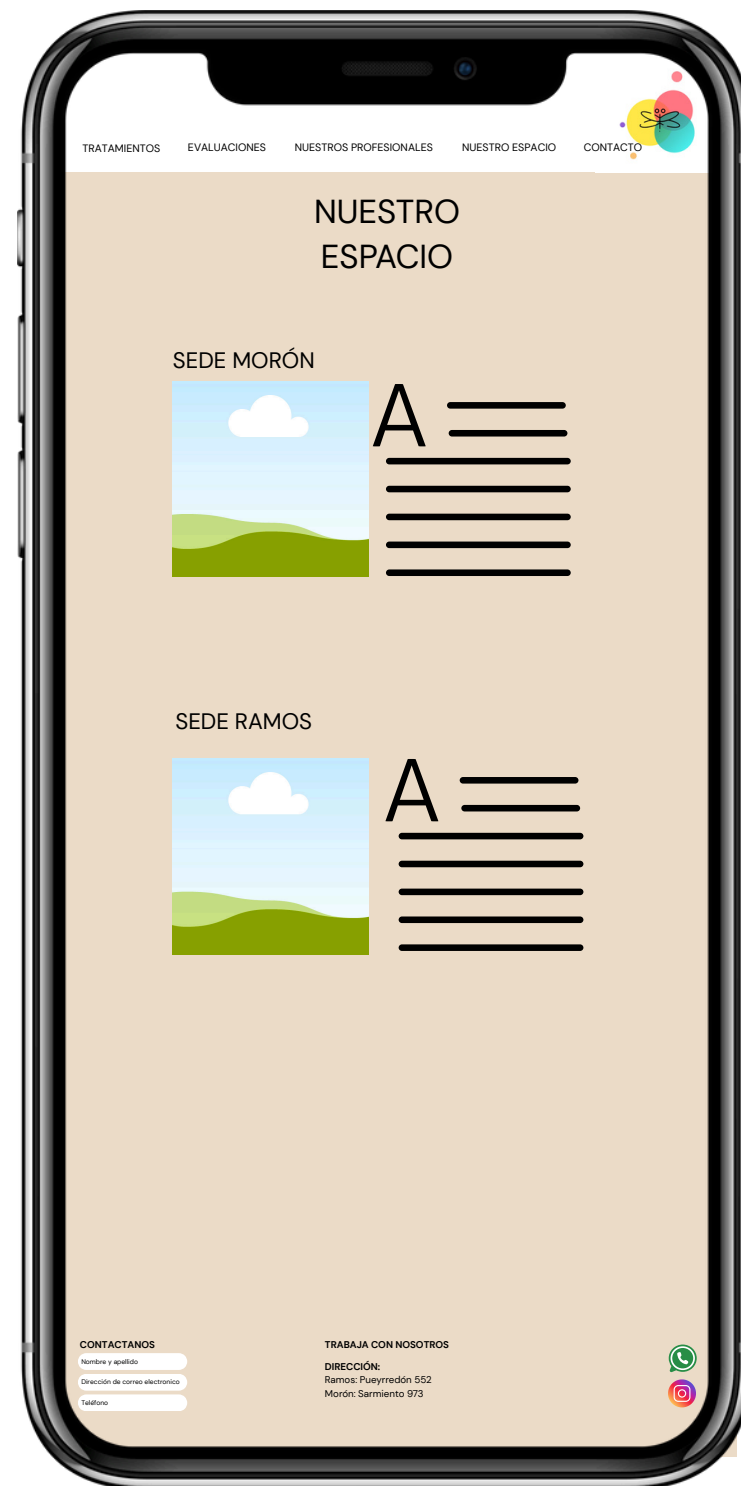 TRATAMIENTOS
EVALUACIONES
NUESTROS PROFESIONALES
NUESTRO ESPACIO
CONTACTO
NUESTRO
ESPACIO
SEDE MORÓN
A
SEDE RAMOS
A
CONTACTANOS
Nombre y apellido
Dirección de correo electronico
Teléfono
TRABAJA CON NOSOTROS
DIRECCIÓN:
Ramos: Pueyrredón 552
Morón: Sarmiento 973